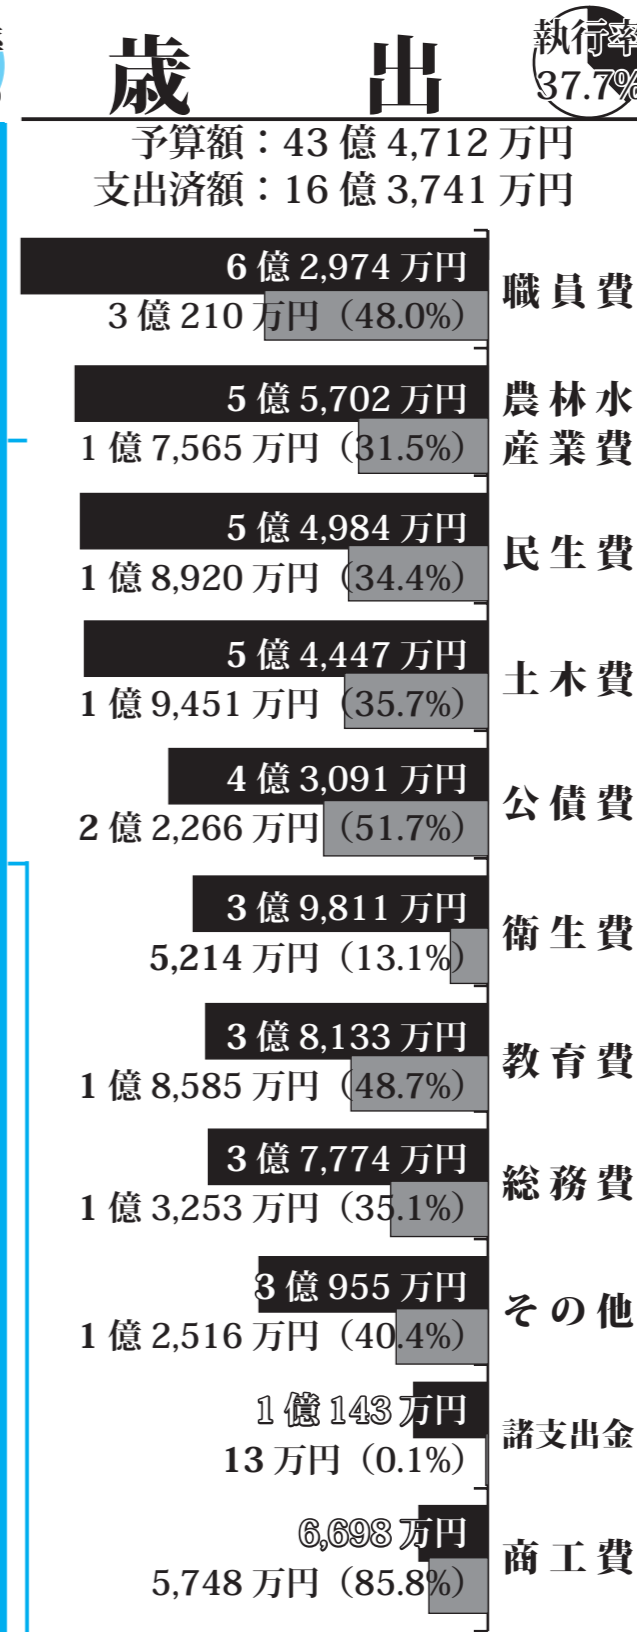 歳出
執行率
37.7%
予算額：43億4,712万円
支出済額：16億3,741万円
6億2,974万円
3億210万円（48.0%）
職員費
5億5,702万円
1億7,565万円（31.5%）
農林水
産業費
5億4,984万円
1億8,920万円（34.4%）
民生費
5億4,447万円
1億9,451万円（35.7%）
土木費
4億3,091万円
2億2,266万円（51.7%）
公債費
3億9,811万円
5,214万円（13.1%）
衛生費
3億8,133万円
1億8,585万円（48.7%）
教育費
3億7,774万円
1億3,253万円（35.1%）
総務費
3億955万円
1億2,516万円（40.4%）
その他
1億143万円
13万円（0.1%）
諸支出金
6,698万円
5,748万円（85.8%）
商工費